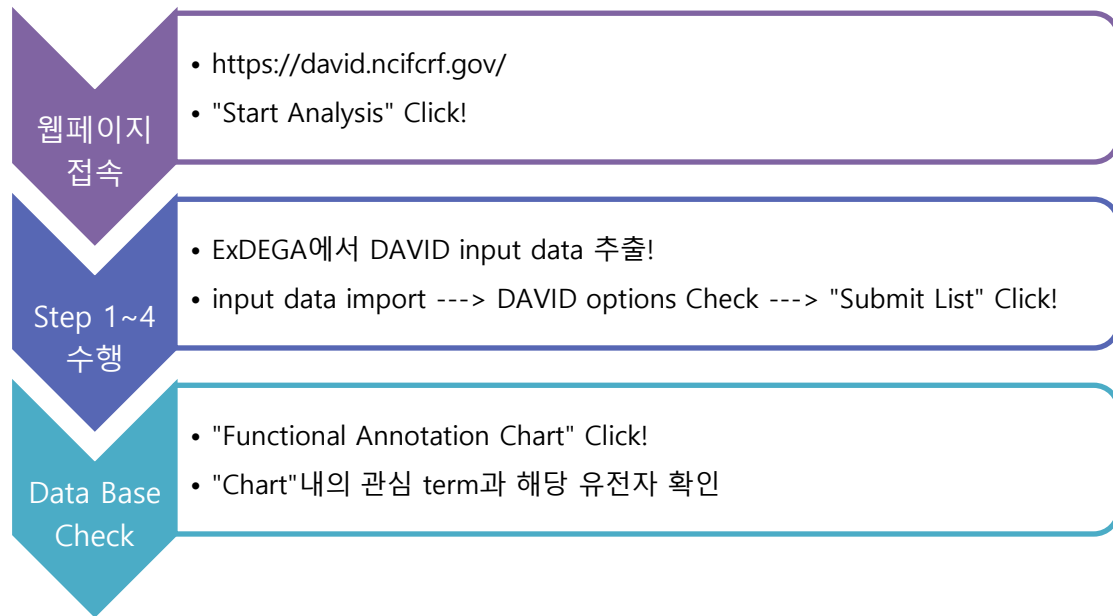 웹페이지
접속
• https://david.ncifcrf.gov/
• "Start Analysis" Click!
Step 1~4
수행
• ExDEGA에서 DAVID input data 추출!
• input data import ---> DAVID options Check ---> "Submit List" Click!
Data Base
Check
• "Functional Annotation Chart" Click!
• "Chart"내의 관심 term과 해당 유전자 확인